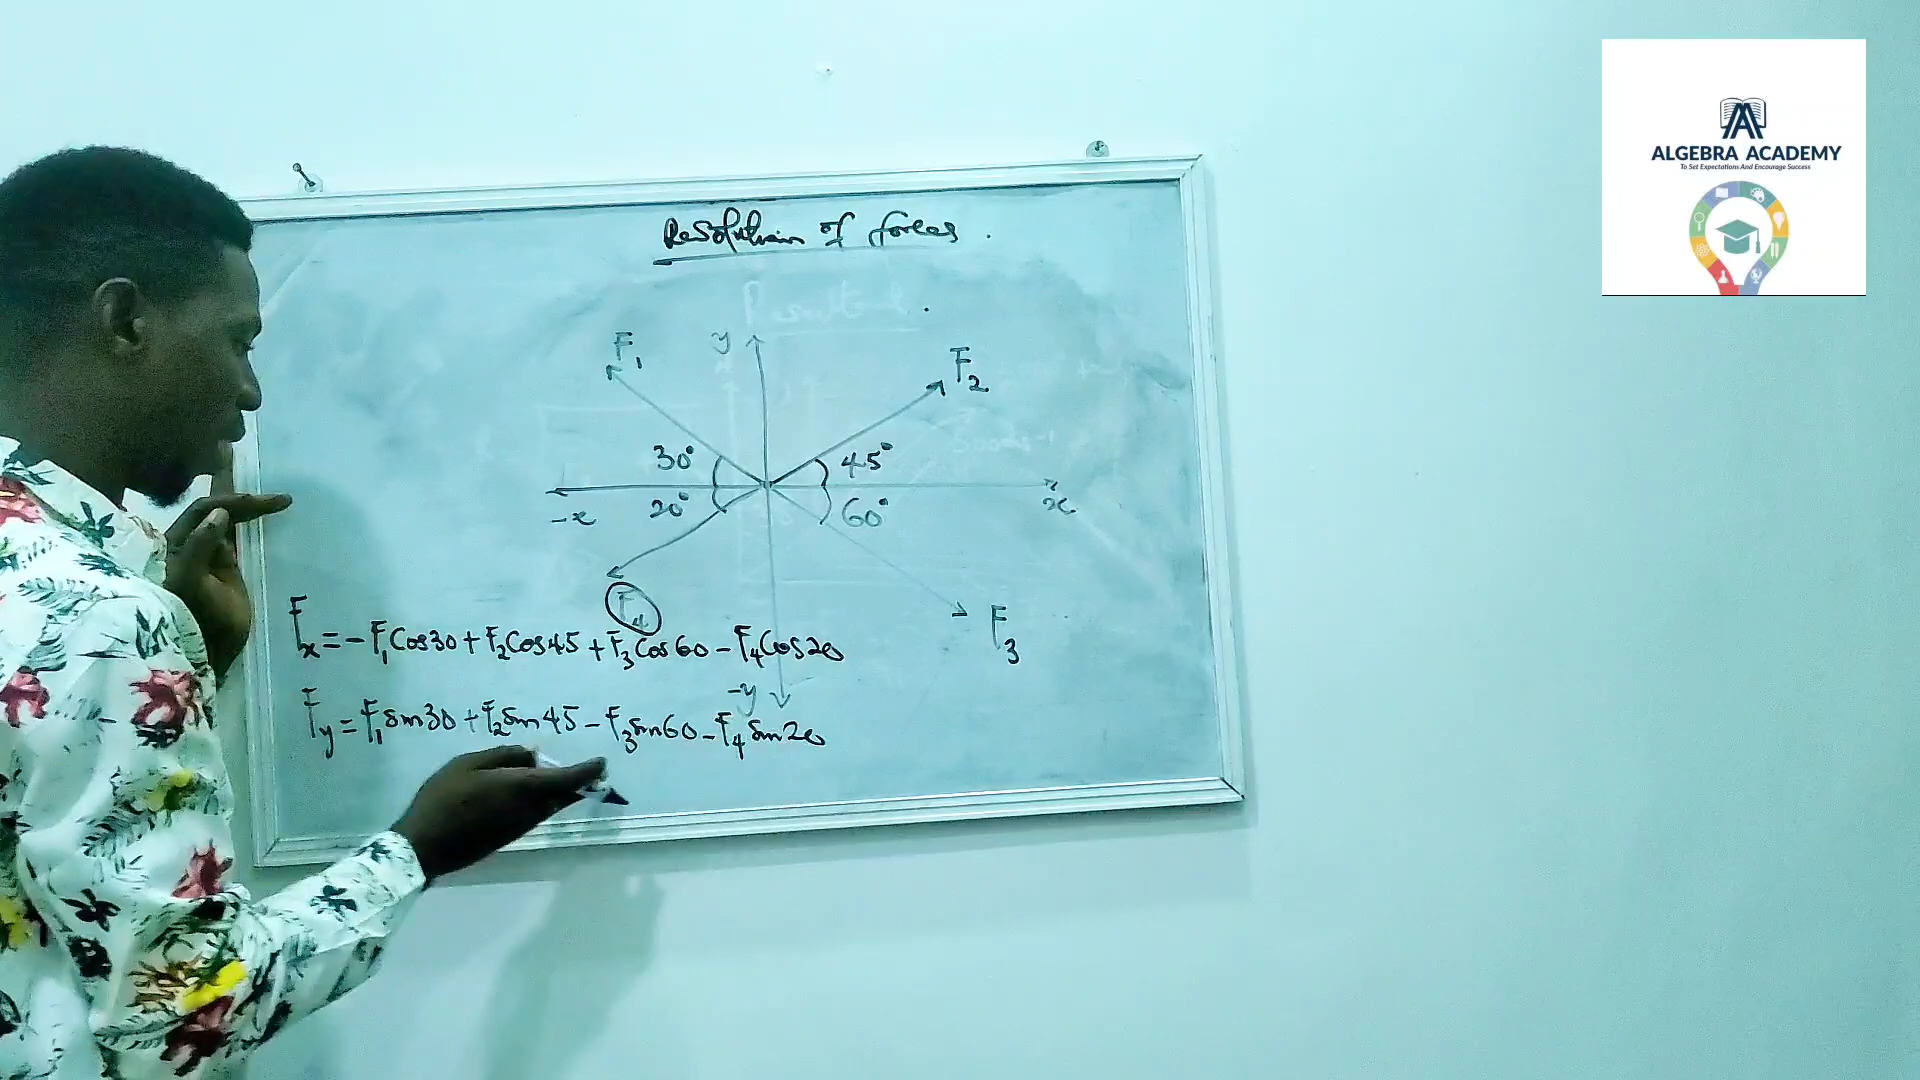 ALGEBRA ACADEMY
To Set Expectations And Encourage Success
Resolution of forces.
Resultant
F1
y
F2
30° 45°
-x 20° 60° x
F4
F3
Fx = -F1Cos30 + F2Cos45 + F3Cos60 - F4Cos20
-y
Fy = F1Sin30 + F2Sin45 - F3Sin60 - F4Sin20